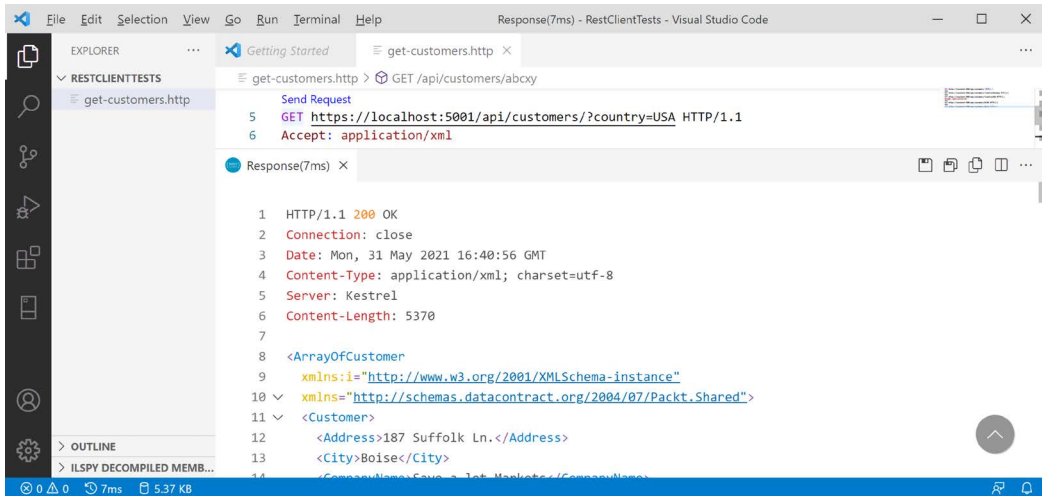 File Edit Selection View Go Run Terminal Help Response(7ms) - RestClientTests - Visual Studio Code
EXPLORER ...
RESTCLIENTTESTS
get-customers.http
OUTLINE
ILSPY DECOMPILED MEMB...
Getting Started get-customers.http
get-customers.http > GET /api/customers/abcxy
Send Request
5 GET https://localhost:5001/api/customers/?country=USA HTTP/1.1
6 Accept: application/xml
Response(7ms)
1 HTTP/1.1 200 OK
2 Connection: close
3 Date: Mon, 31 May 2021 16:40:56 GMT
4 Content-Type: application/xml; charset=utf-8
5 Server: Kestrel
6 Content-Length: 5370
7
8 <ArrayOfCustomer
9 xmlns:i="http://www.w3.org/2001/XMLSchema-instance"
10 xmlns="http://schemas.datacontract.org/2004/07/Packt.Shared">
11 <Customer>
12 <Address>187 Suffolk Ln.</Address>
13 <City>Boise</City>
14 <CompanyName>Save-a-lot Markets</CompanyName>
0 0 7ms 5.37 KB